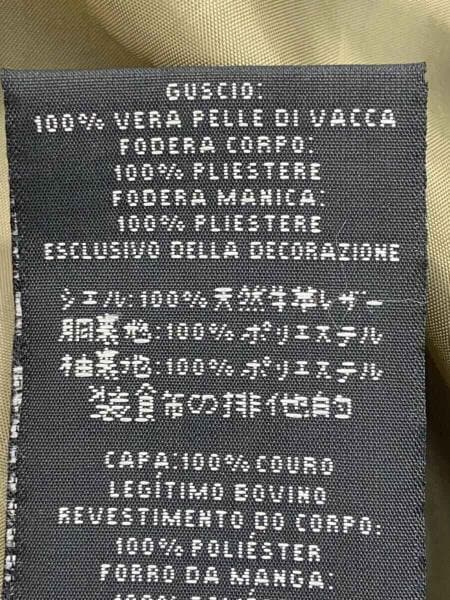 GUSCIO:
100% VERA PELLE DI VACCA
FODERA CORPO:
100% PLIESTERE
FODERA MANICA:
100% PLIESTERE
ESCLUSIVO DELLA DECORAZIONE
シエル:100%天然牛革レザー
胴裏地:100%ポリエステル
袖裏地:100%ポリエステル
装食布の排他的
CAPA:100% COURO
LEGÍTIMO BOVINO
REVESTIMENTO DO CORPO:
100% POLIÉSTER
FORRO DA MANGA: